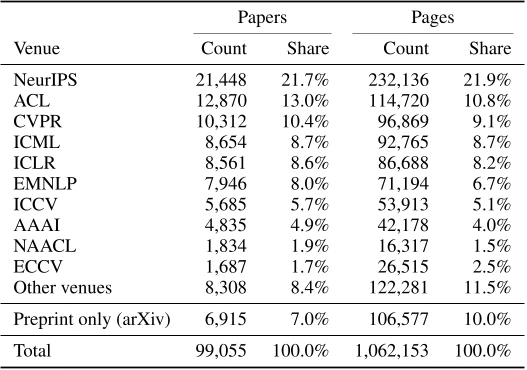 Papers Pages
Venue Count Share Count Share
NeurIPS 21,448 21.7% 232,136 21.9%
ACL 12,870 13.0% 114,720 10.8%
CVPR 10,312 10.4% 96,869 9.1%
ICML 8,654 8.7% 92,765 8.7%
ICLR 8,561 8.6% 86,688 8.2%
EMNLP 7,946 8.0% 71,194 6.7%
ICCV 5,685 5.7% 53,913 5.1%
AAAI 4,835 4.9% 42,178 4.0%
NAACL 1,834 1.9% 16,317 1.5%
ECCV 1,687 1.7% 26,515 2.5%
Other venues 8,308 8.4% 122,281 11.5%
Preprint only (arXiv) 6,915 7.0% 106,577 10.0%
Total 99,055 100.0% 1,062,153 100.0%